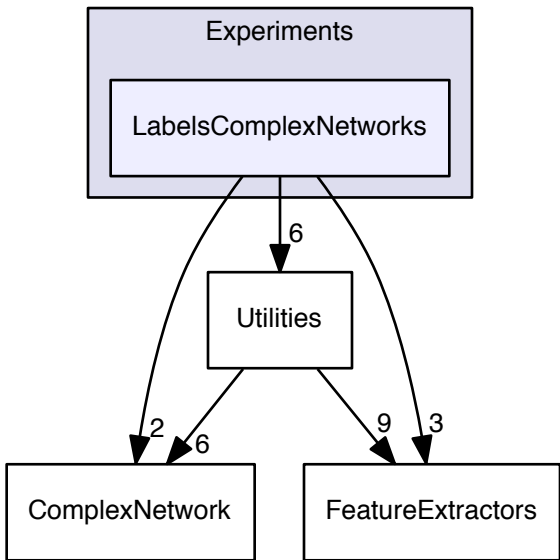 Experiments
LabelsComplexNetworks
6
Utilities
2
6
9
3
ComplexNetwork
FeatureExtractors